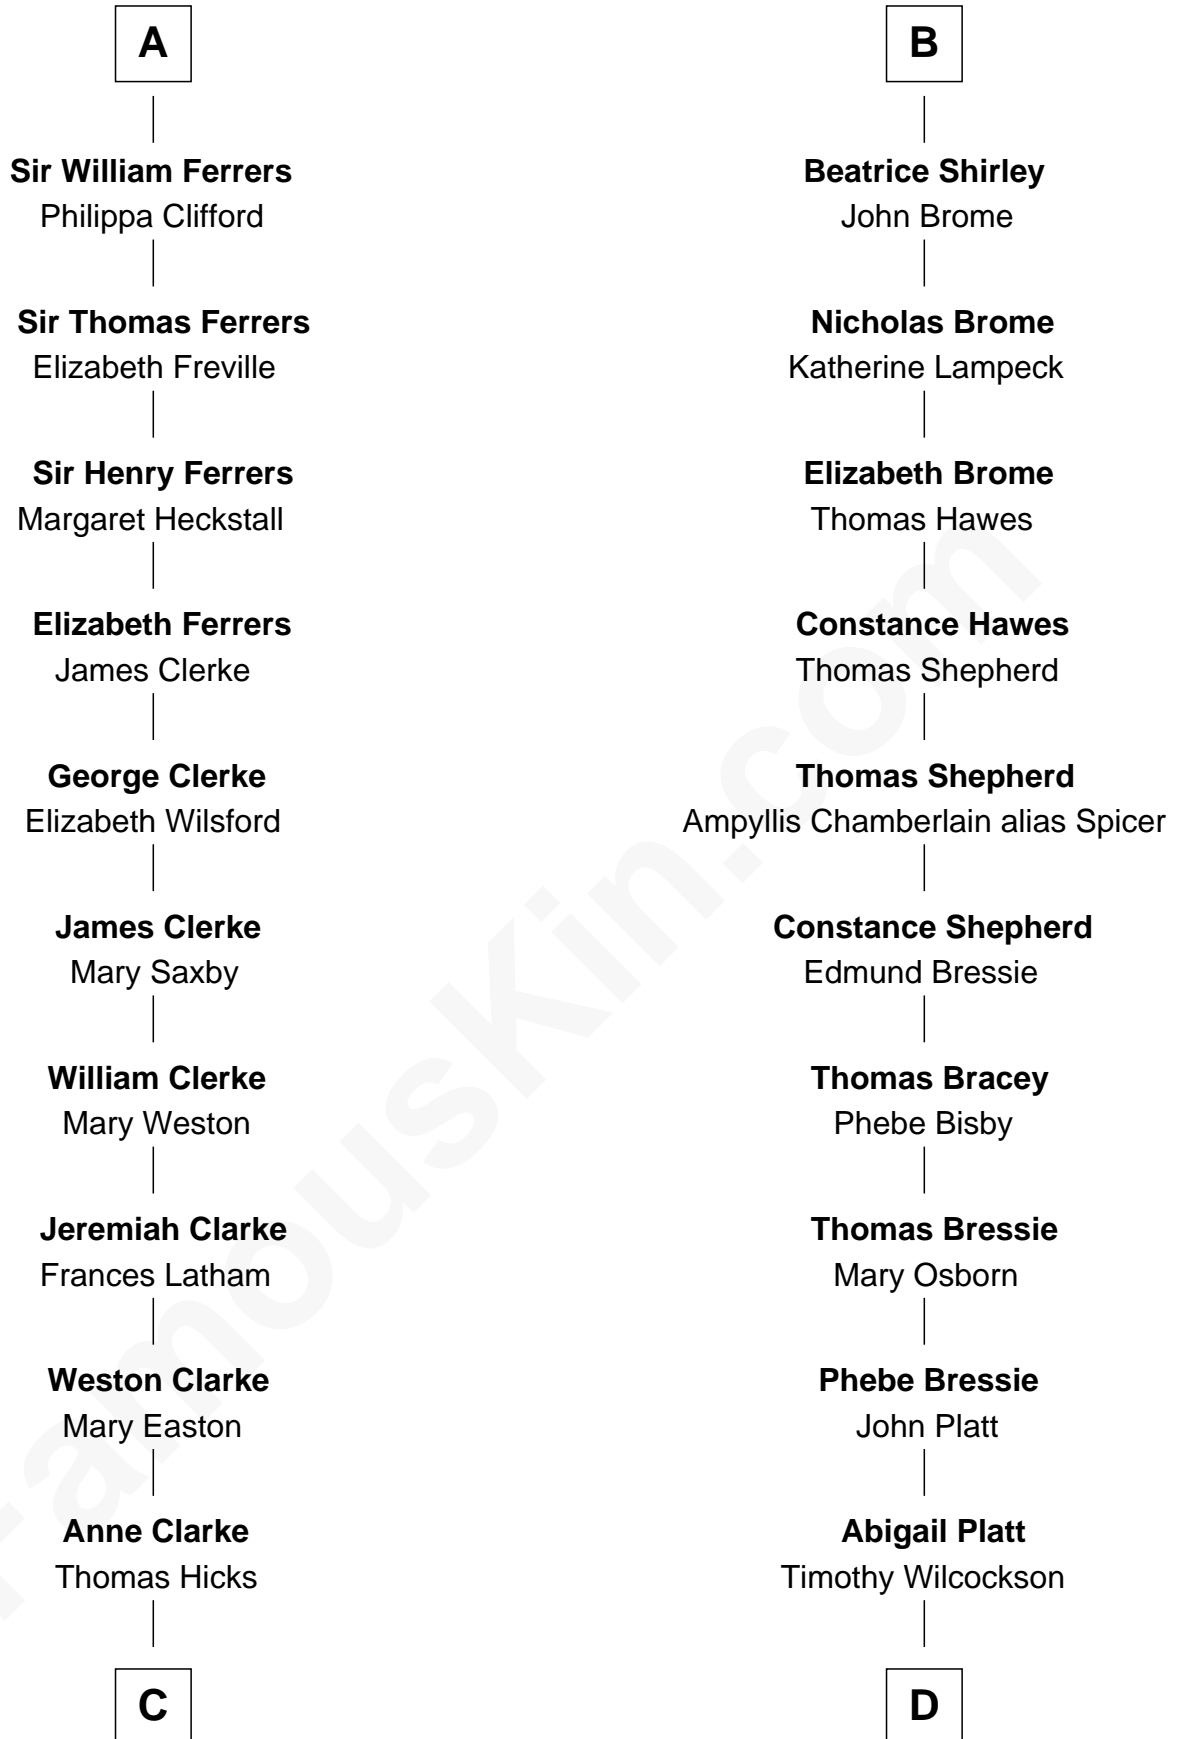 A
Sir William Ferrers
Philippa Clifford
Sir Thomas Ferrers
Elizabeth Freville
Sir Henry Ferrers
Margaret Heckstall
Elizabeth Ferrers
James Clerke
George Clerke
Elizabeth Wilsford
James Clerke
Mary Saxby
William Clerke
Mary Weston
Jeremiah Clarke
Frances Latham
Weston Clarke
Mary Easton
Anne Clarke
Thomas Hicks
C
B
Beatrice Shirley
John Brome
Nicholas Brome
Katherine Lampeck
Elizabeth Brome
Thomas Hawes
Constance Hawes
Thomas Shepherd
Thomas Shepherd
Ampyllis Chamberlain alias Spicer
Constance Shepherd
Edmund Bressie
Thomas Bracey
Phebe Bisby
Thomas Bressie
Mary Osborn
Phebe Bressie
John Platt
Abigail Platt
Timothy Wilcockson
D
FamousKin.com